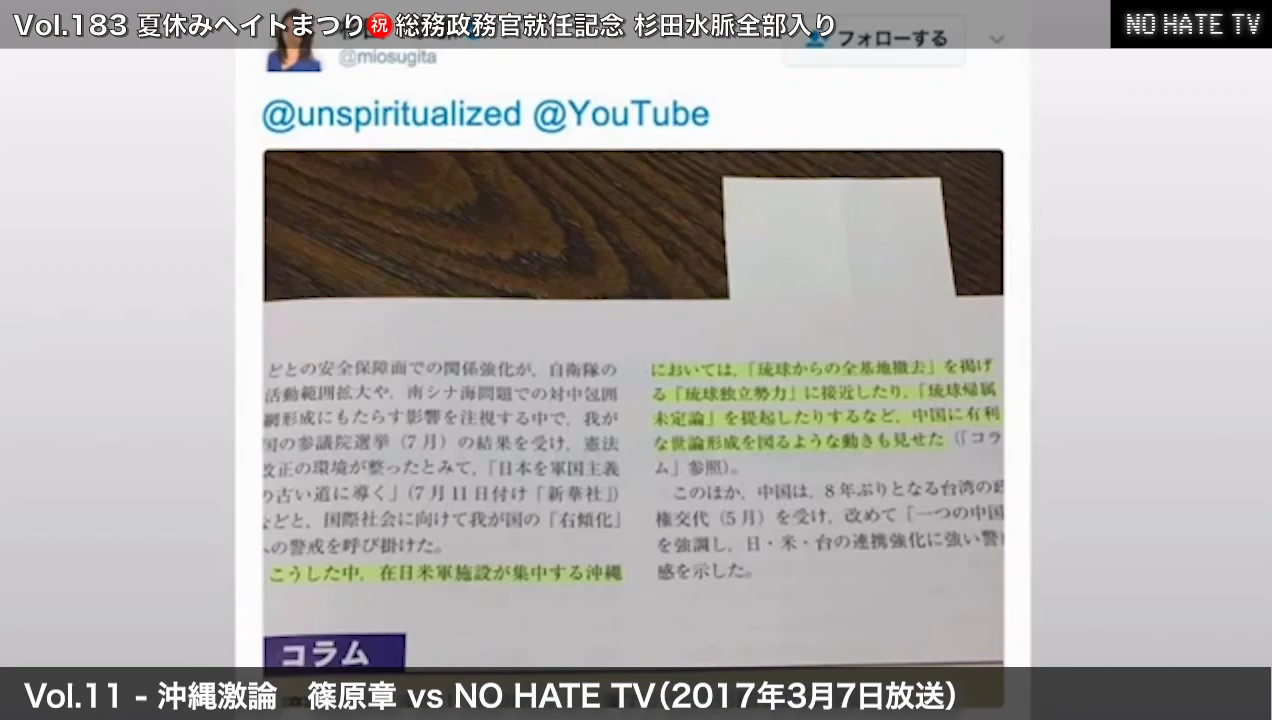 Vol.183 夏休みヘイトまつり㊗総務政務官就任記念 杉田水脈全部入り
NO HATE TV
フォローする
@miosugita
@unspiritualized @YouTube
どとの安全保障面での関係強化が、自衛隊の
活動範囲拡大や、南シナ海問題での対中包囲
網形成にもたらす影響を注視する中で、我が
国の参議院選挙（7月）の結果を受け、憲法
改正の環境が整ったとみて、「日本を軍国主義
の古い道に導く」（7月11日付け「新華社」）
などと、国際社会に向けて我が国の「右傾化」
への警戒を呼び掛けた。
こうした中、在日米軍施設が集中する沖縄
においては、「琉球からの全基地撤去」を掲げ
る「琉球独立勢力」に接近したり、「琉球帰属
未定論」を提起したりするなど、中国に有利
な世論形成を図るような動きも見せた（「コラ
ム」参照）。
このほか、中国は、8年ぶりとなる台湾の政
権交代（5月）を受け、改めて「一つの中国
を強調し、日・米・台の連携強化に強い警
感を示した。
コラム
Vol.11 - 沖縄激論　篠原章 vs NO HATE TV（2017年3月7日放送）